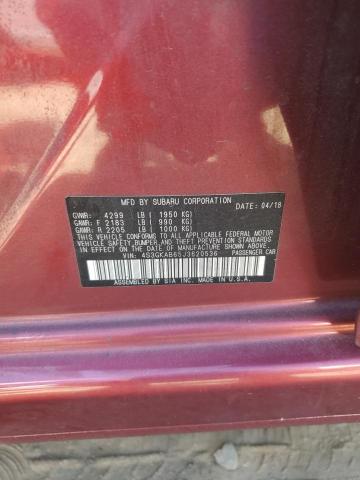 MFD BY SUBARU CORPORATION
DATE: 04/18
GVWR: 4299 LB ( 1950 KG)
GAWR: F 2183 LB ( 990 KG)
GAWR: R 2205 LB ( 1000 KG)
THIS VEHICLE CONFORMS TO ALL APPLICABLE FEDERAL MOTOR
VEHICLE SAFETY, BUMPER, AND THEFT PREVENTION STANDARDS
IN EFFECT ON THE DATE OF MANUFACTURE SHOWN ABOVE.
VIN: 4S3GKAB65J3620536 PASSENGER CAR
ASSEMBLED BY SIA INC. MADE IN U.S.A.